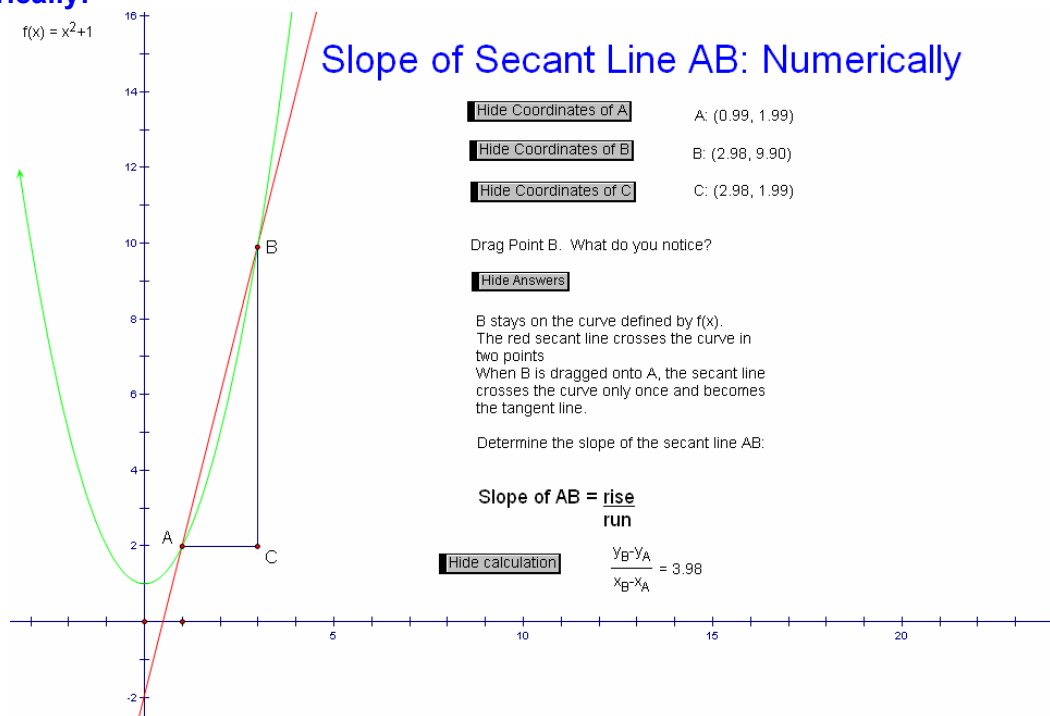 rically:
f(x) = x²+1
Slope of Secant Line AB: Numerically
Hide Coordinates of A
A: (0.99, 1.99)
Hide Coordinates of B
B: (2.98, 9.90)
Hide Coordinates of C
C: (2.98, 1.99)
Drag Point B.  What do you notice?
Hide Answers
B stays on the curve defined by f(x).
The red secant line crosses the curve in
two points
When B is dragged onto A, the secant line
crosses the curve only once and becomes
the tangent line.
Determine the slope of the secant line AB:
Slope of AB = rise
run
Hide calculation
yB-yA
xB-xA
= 3.98
16
14
12
10
8
6
4
2
-2
5
10
15
20
A
B
C